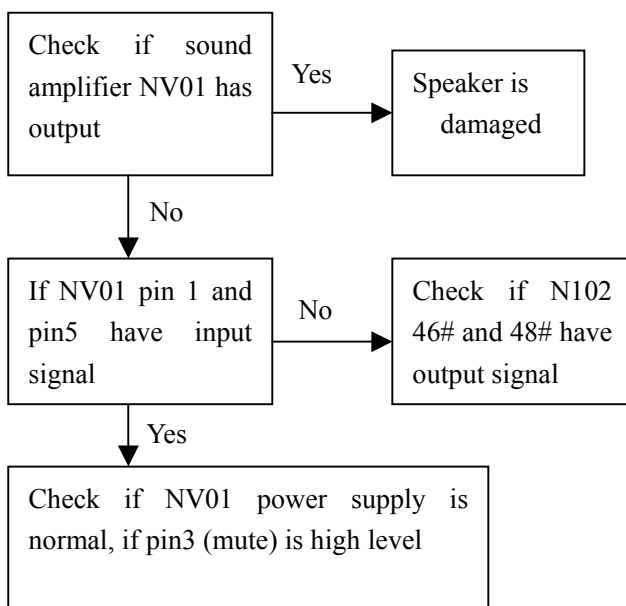 Check if sound
amplifier NV01 has
output
Yes
Speaker is
damaged
No
If NV01 pin 1 and
pin5 have input
signal
No
Check if N102
46# and 48# have
output signal
Yes
Check if NV01 power supply is
normal, if pin3 (mute) is high level